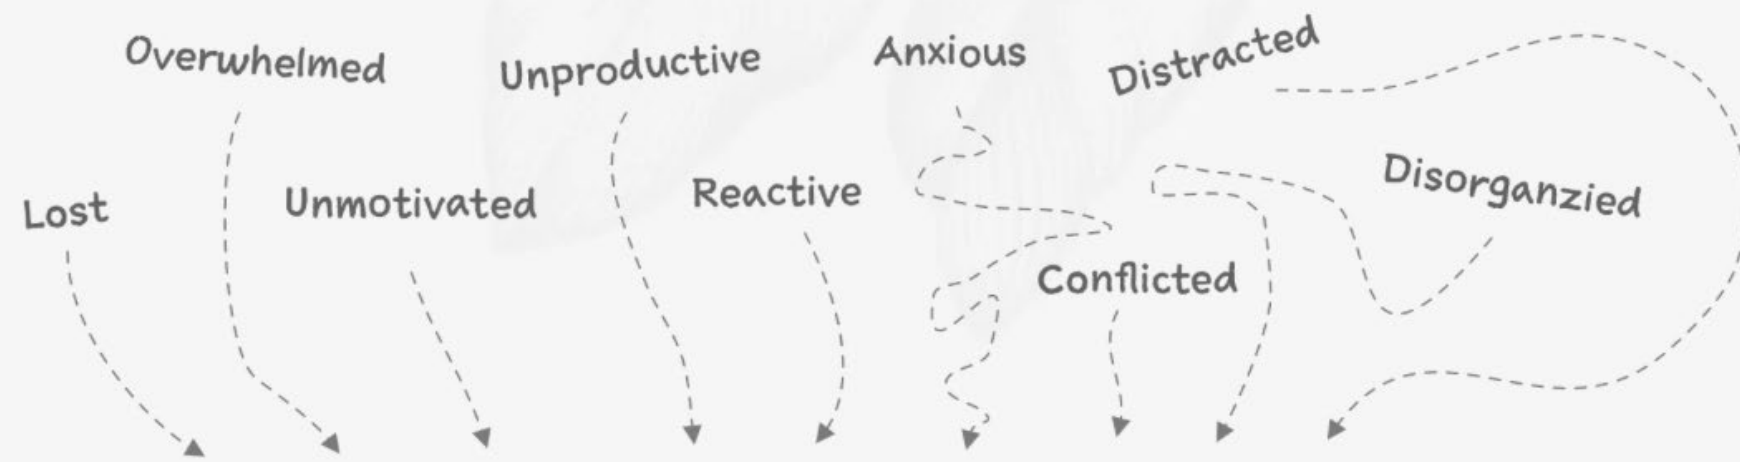 Overwhelmed
Unproductive
Anxious
Distracted
Lost
Unmotivated
Reactive
Disorganzied
Conflicted